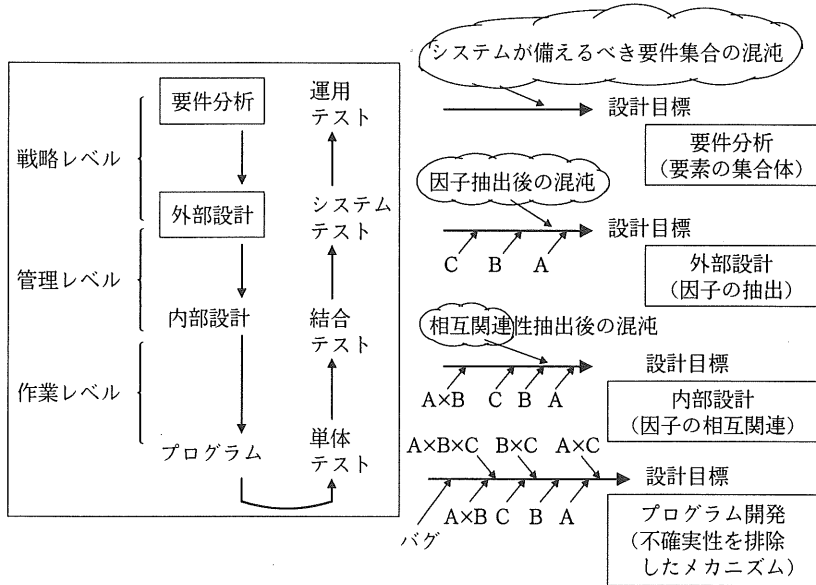 要件分析
運用
テスト
戦略レベル
外部設計
システム
テスト
管理レベル
内部設計
結合
テスト
作業レベル
プログラム
単体
テスト
システムが備えるべき要件集合の混沌
設計目標
要件分析
(要素の集合体)
因子抽出後の混沌
設計目標
C B A
外部設計
(因子の抽出)
相互関連性抽出後の混沌
設計目標
A×B C B A
内部設計
(因子の相互関連)
A×B×C B×C A×C
設計目標
A×B C B A
バグ
プログラム開発
(不確実性を排除
したメカニズム)